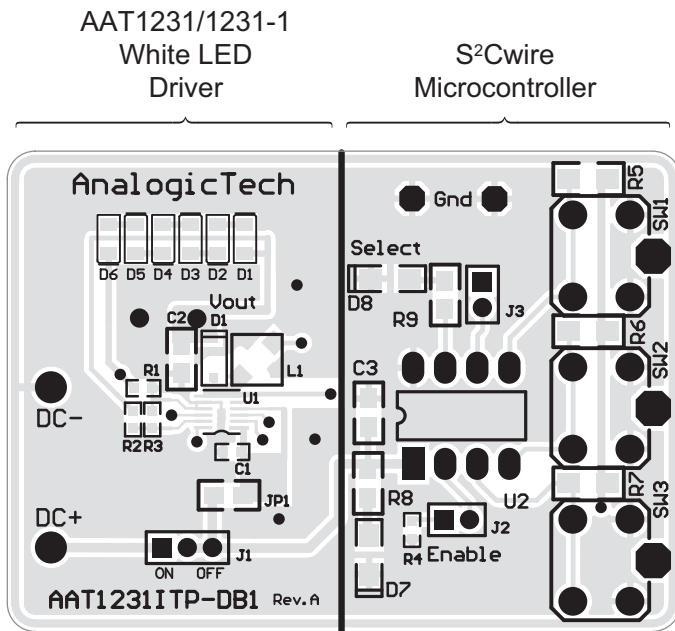 AAT1231/1231-1
White LED
Driver
S²Cwire
Microcontroller
AnalogicTech
Gnd
R5
SW1
D6 D5 D4 D3 D2 D1
Select
D8
R9
J3
Vout
C2
D1
L1
U1
R6
SW2
C3
R1
DC-
R2 R3
C1
R8
U2
R7
SW3
JP1
DC+
J1
ON OFF
R4
J2
Enable
D7
AAT1231ITP-DB1 Rev.A